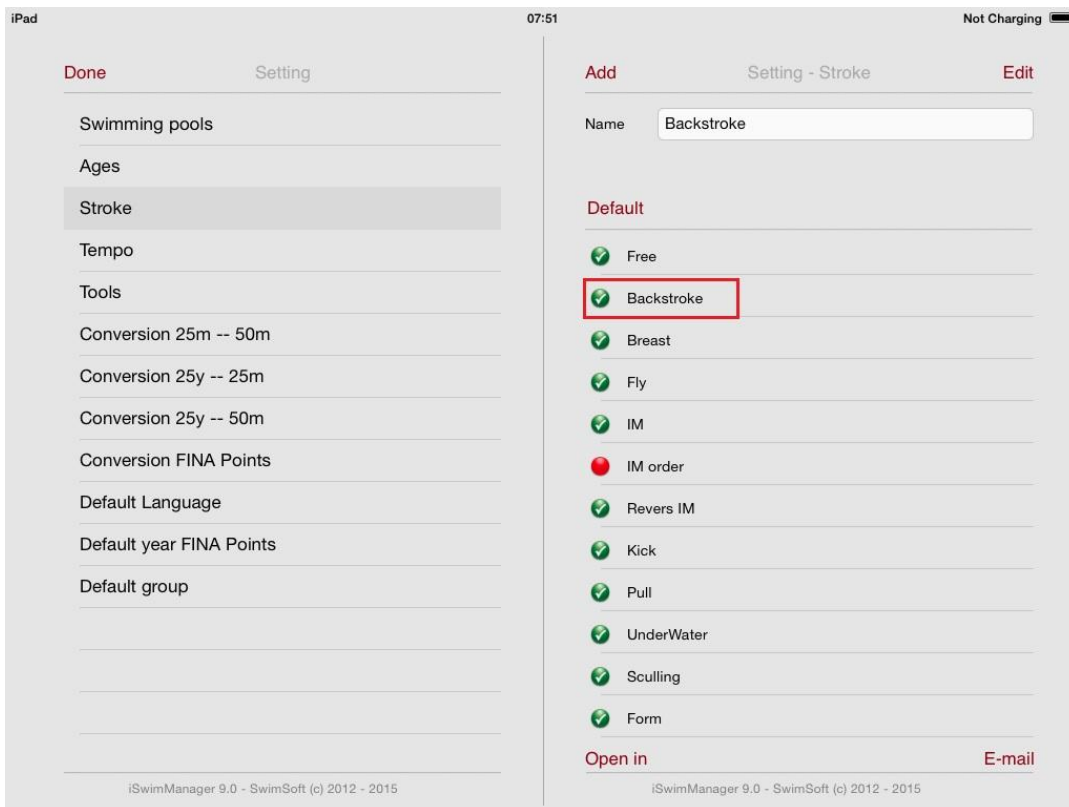 iPad 07:51 Not Charging
Done Setting
Swimming pools
Ages
Stroke
Tempo
Tools
Conversion 25m -- 50m
Conversion 25y -- 25m
Conversion 25y -- 50m
Conversion FINA Points
Default Language
Default year FINA Points
Default group
iSwimManager 9.0 - SwimSoft (c) 2012 - 2015
Add Setting - Stroke Edit
Name Backstroke
Default
Free
Backstroke
Breast
Fly
IM
IM order
Revers IM
Kick
Pull
UnderWater
Sculling
Form
Open in E-mail
iSwimManager 9.0 - SwimSoft (c) 2012 - 2015